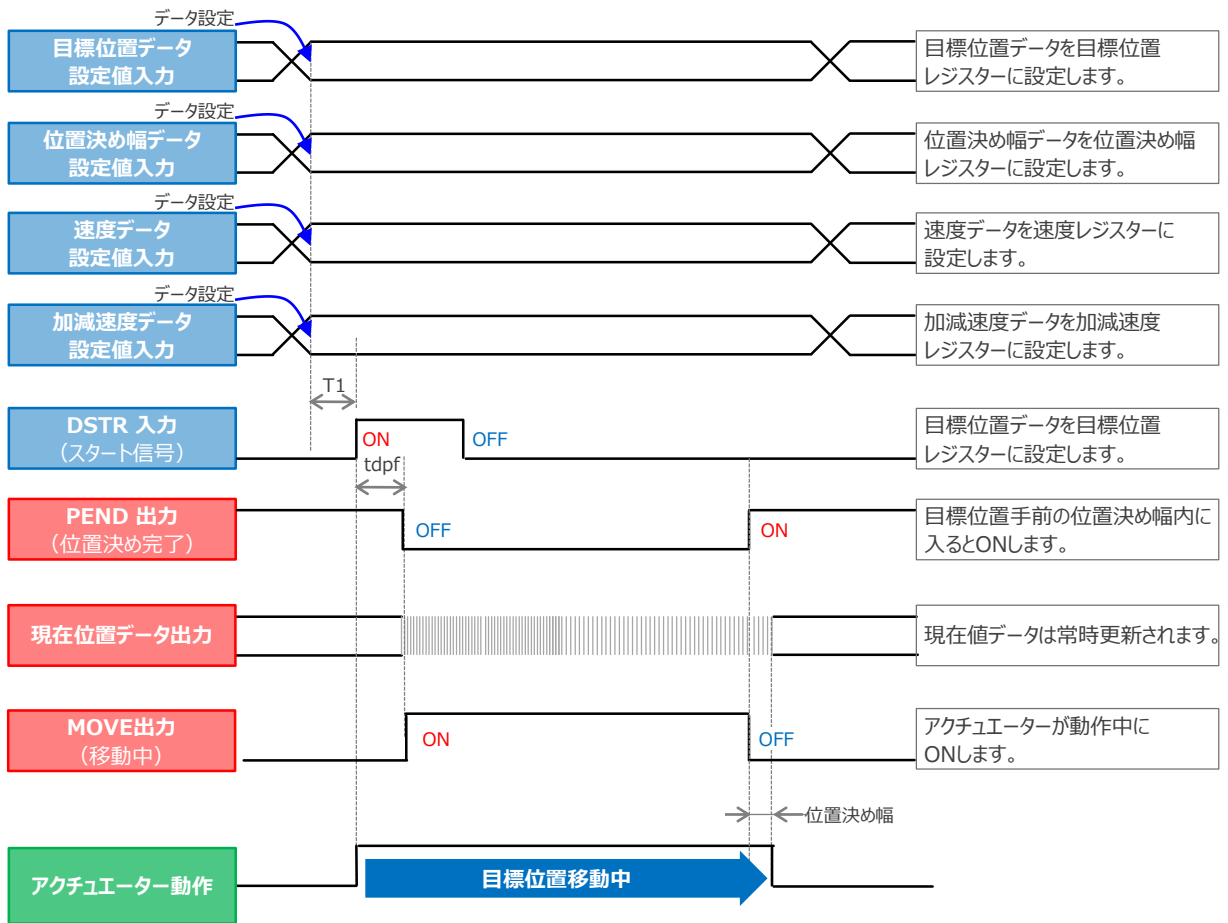 データ設定
目標位置データ
設定値入力
目標位置データを目標位置
レジスターに設定します。
データ設定
位置決め幅データ
設定値入力
位置決め幅データを位置決め幅
レジスターに設定します。
データ設定
速度データ
設定値入力
速度データを速度レジスターに
設定します。
データ設定
加減速度データ
設定値入力
加減速度データを加減速度
レジスターに設定します。
T1
DSTR 入力
（スタート信号）
ON
OFF
tdpf
目標位置データを目標位置
レジスターに設定します。
PEND 出力
（位置決め完了）
OFF
ON
目標位置手前の位置決め幅内に
入るとONします。
現在位置データ出力
現在値データは常時更新されます。
MOVE出力
（移動中）
ON
OFF
アクチュエーターが動作中に
ONします。
位置決め幅
アクチュエーター動作
目標位置移動中